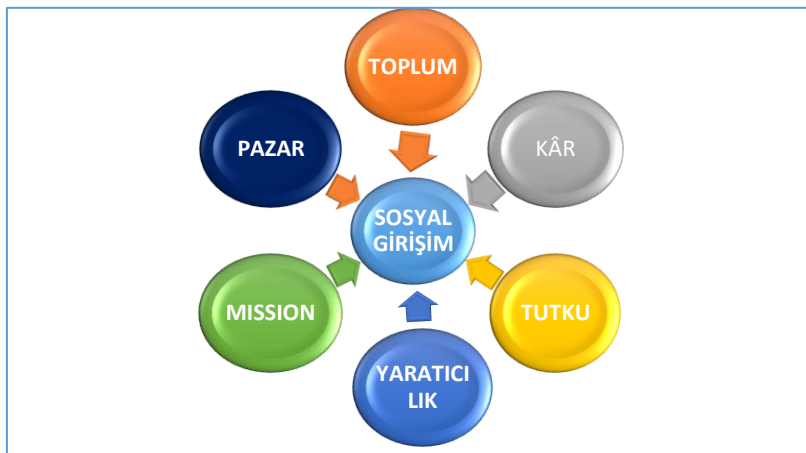 TOPLUM
PAZAR
KÂR
SOSYAL
GİRİŞİM
MISSION
TUTKU
YARATICI
LIK